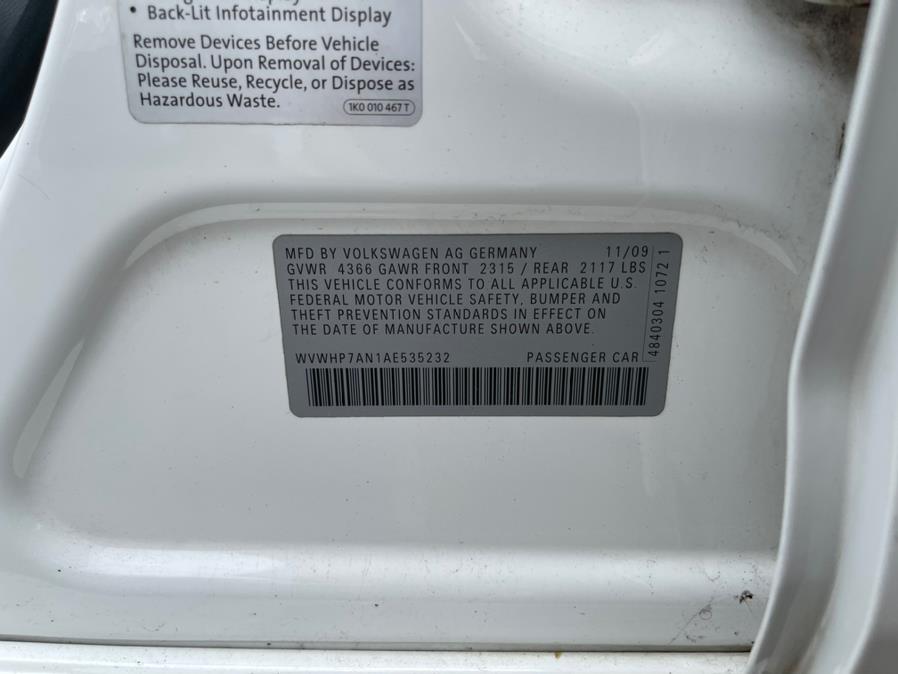 • Back-Lit Infotainment Display
Remove Devices Before Vehicle
Disposal. Upon Removal of Devices:
Please Reuse, Recycle, or Dispose as
Hazardous Waste.
1K0 010 467 T
MFD BY VOLKSWAGEN AG GERMANY 11/09
GVWR 4366 GAWR FRONT 2315 / REAR 2117 LBS
THIS VEHICLE CONFORMS TO ALL APPLICABLE U.S.
FEDERAL MOTOR VEHICLE SAFETY, BUMPER AND
THEFT PREVENTION STANDARDS IN EFFECT ON
THE DATE OF MANUFACTURE SHOWN ABOVE.
WVWHP7AN1AE535232 PASSENGER CAR
4840304 1072 1